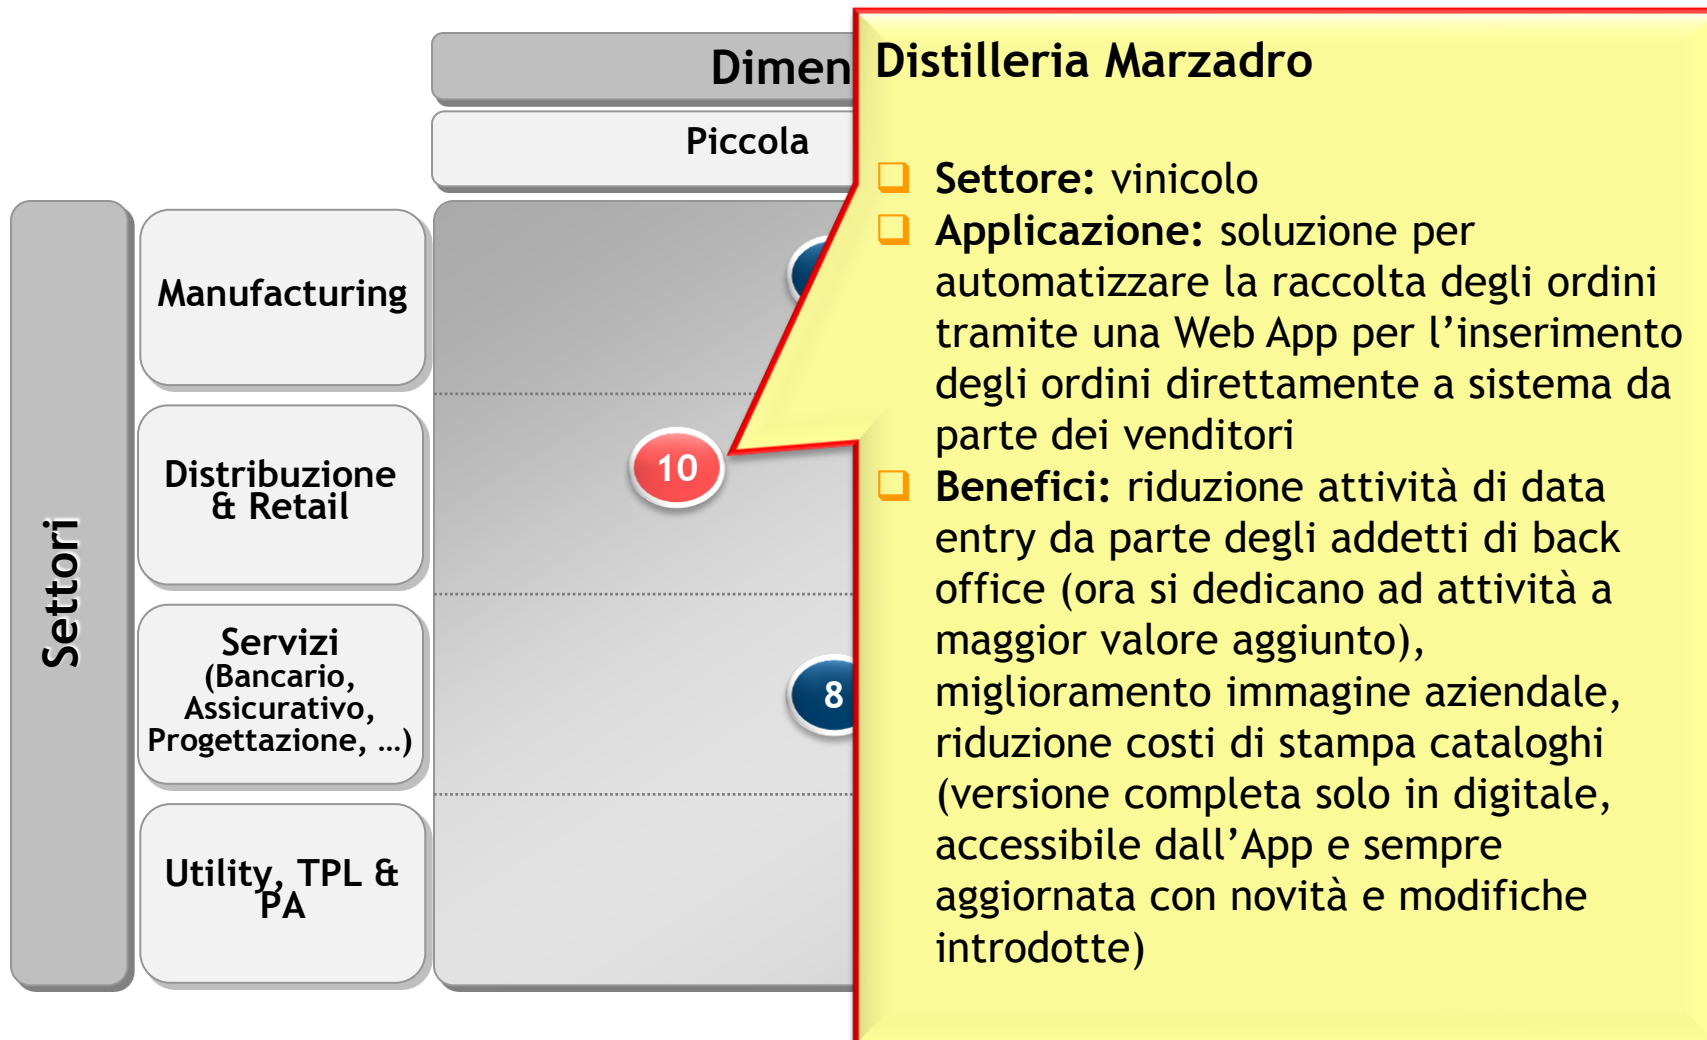 Dimen
Piccola
Settori
Manufacturing
Distribuzione
& Retail
10
Servizi
(Bancario,
Assicurativo,
Progettazione, …)
8
Utility, TPL &
PA
Distilleria Marzadro
Settore: vinicolo
Applicazione: soluzione per
automatizzare la raccolta degli ordini
tramite una Web App per l’inserimento
degli ordini direttamente a sistema da
parte dei venditori
Benefici: riduzione attività di data
entry da parte degli addetti di back
office (ora si dedicano ad attività a
maggior valore aggiunto),
miglioramento immagine aziendale,
riduzione costi di stampa cataloghi
(versione completa solo in digitale,
accessibile dall’App e sempre
aggiornata con novità e modifiche
introdotte)